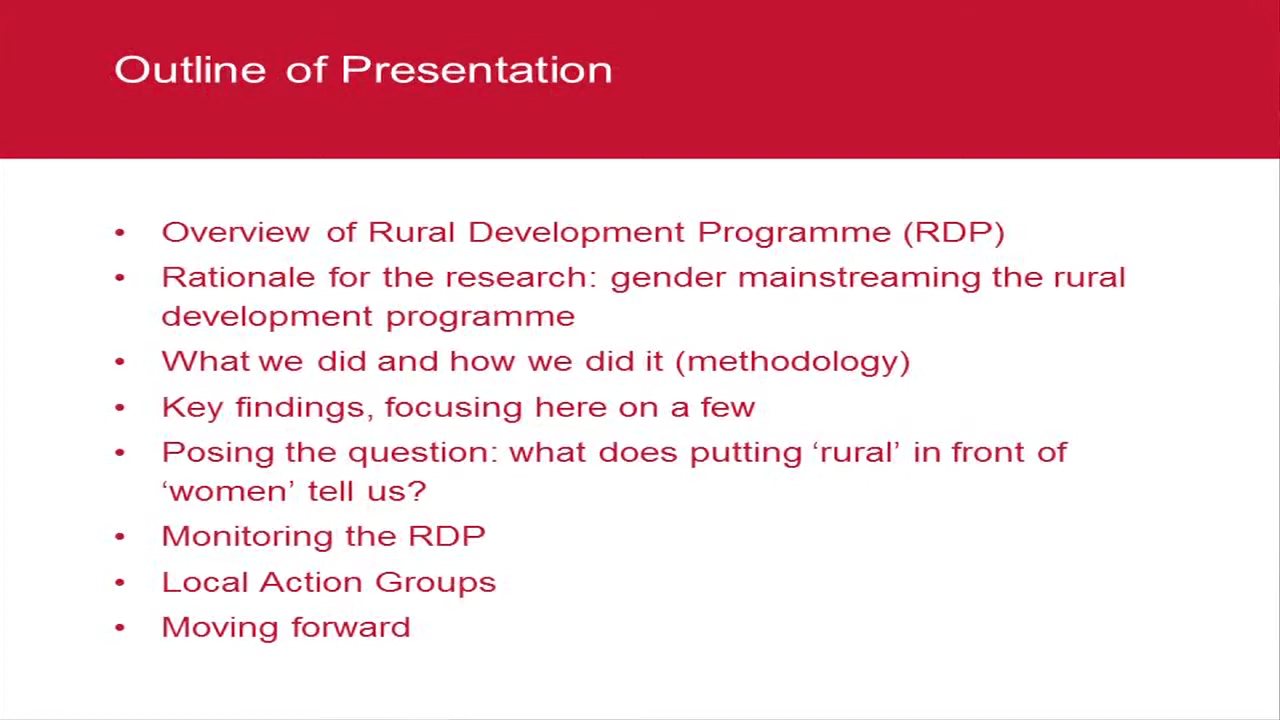 Outline of Presentation
• Overview of Rural Development Programme (RDP)
• Rationale for the research: gender mainstreaming the rural
development programme
• What we did and how we did it (methodology)
• Key findings, focusing here on a few
• Posing the question: what does putting ‘rural’ in front of
‘women’ tell us?
• Monitoring the RDP
• Local Action Groups
• Moving forward